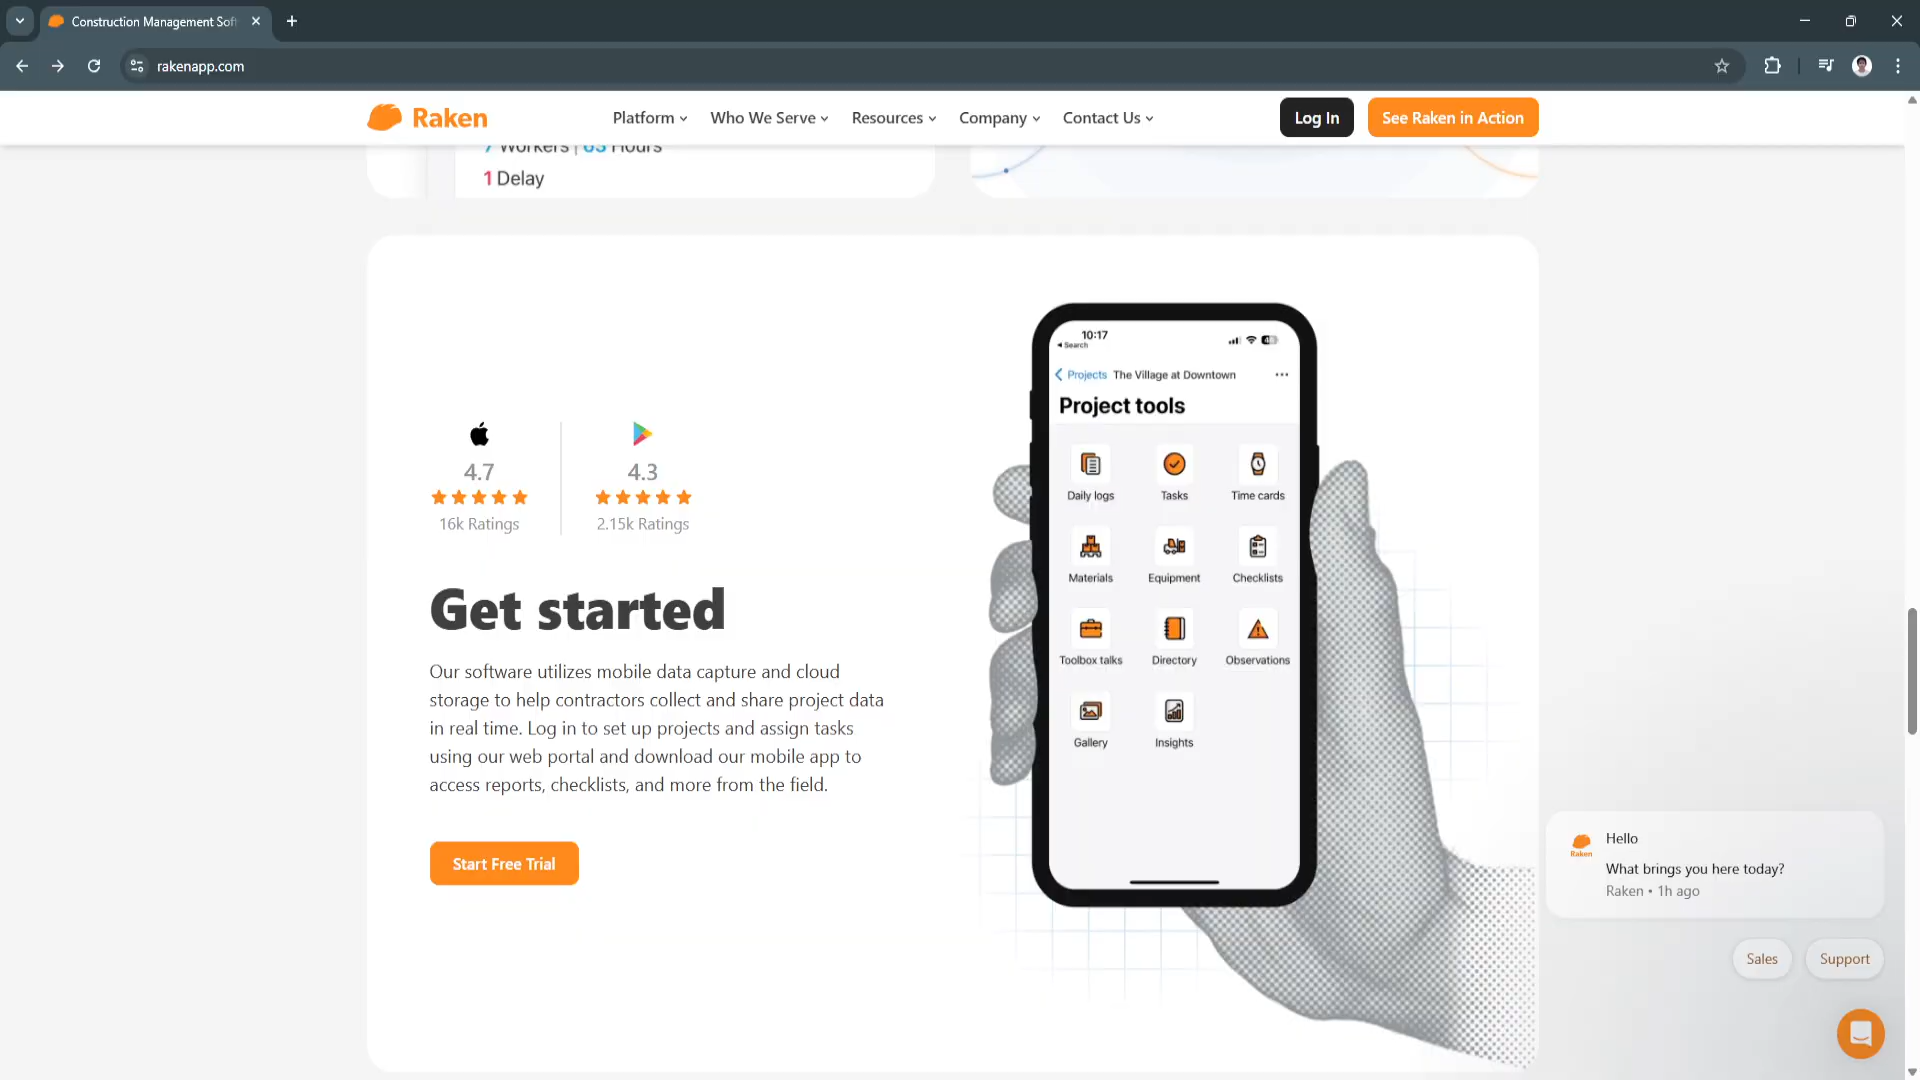 Construction Management Sof
rakenapp.com
Raken
Platform
Who We Serve
Resources
Company
Contact Us
Log In
See Raken in Action
7 Workers | 63 Hours
1 Delay
4.7
16k Ratings
4.3
2.15k Ratings
Get started
Our software utilizes mobile data capture and cloud
storage to help contractors collect and share project data
in real time. Log in to set up projects and assign tasks
using our web portal and download our mobile app to
access reports, checklists, and more from the field.
Start Free Trial
10:17
Search
Projects The Village at Downtown
Project tools
Daily logs
Tasks
Time cards
Materials
Equipment
Checklists
Toolbox talks
Directory
Observations
Gallery
Insights
Raken
Hello
What brings you here today?
Raken • 1h ago
Sales
Support